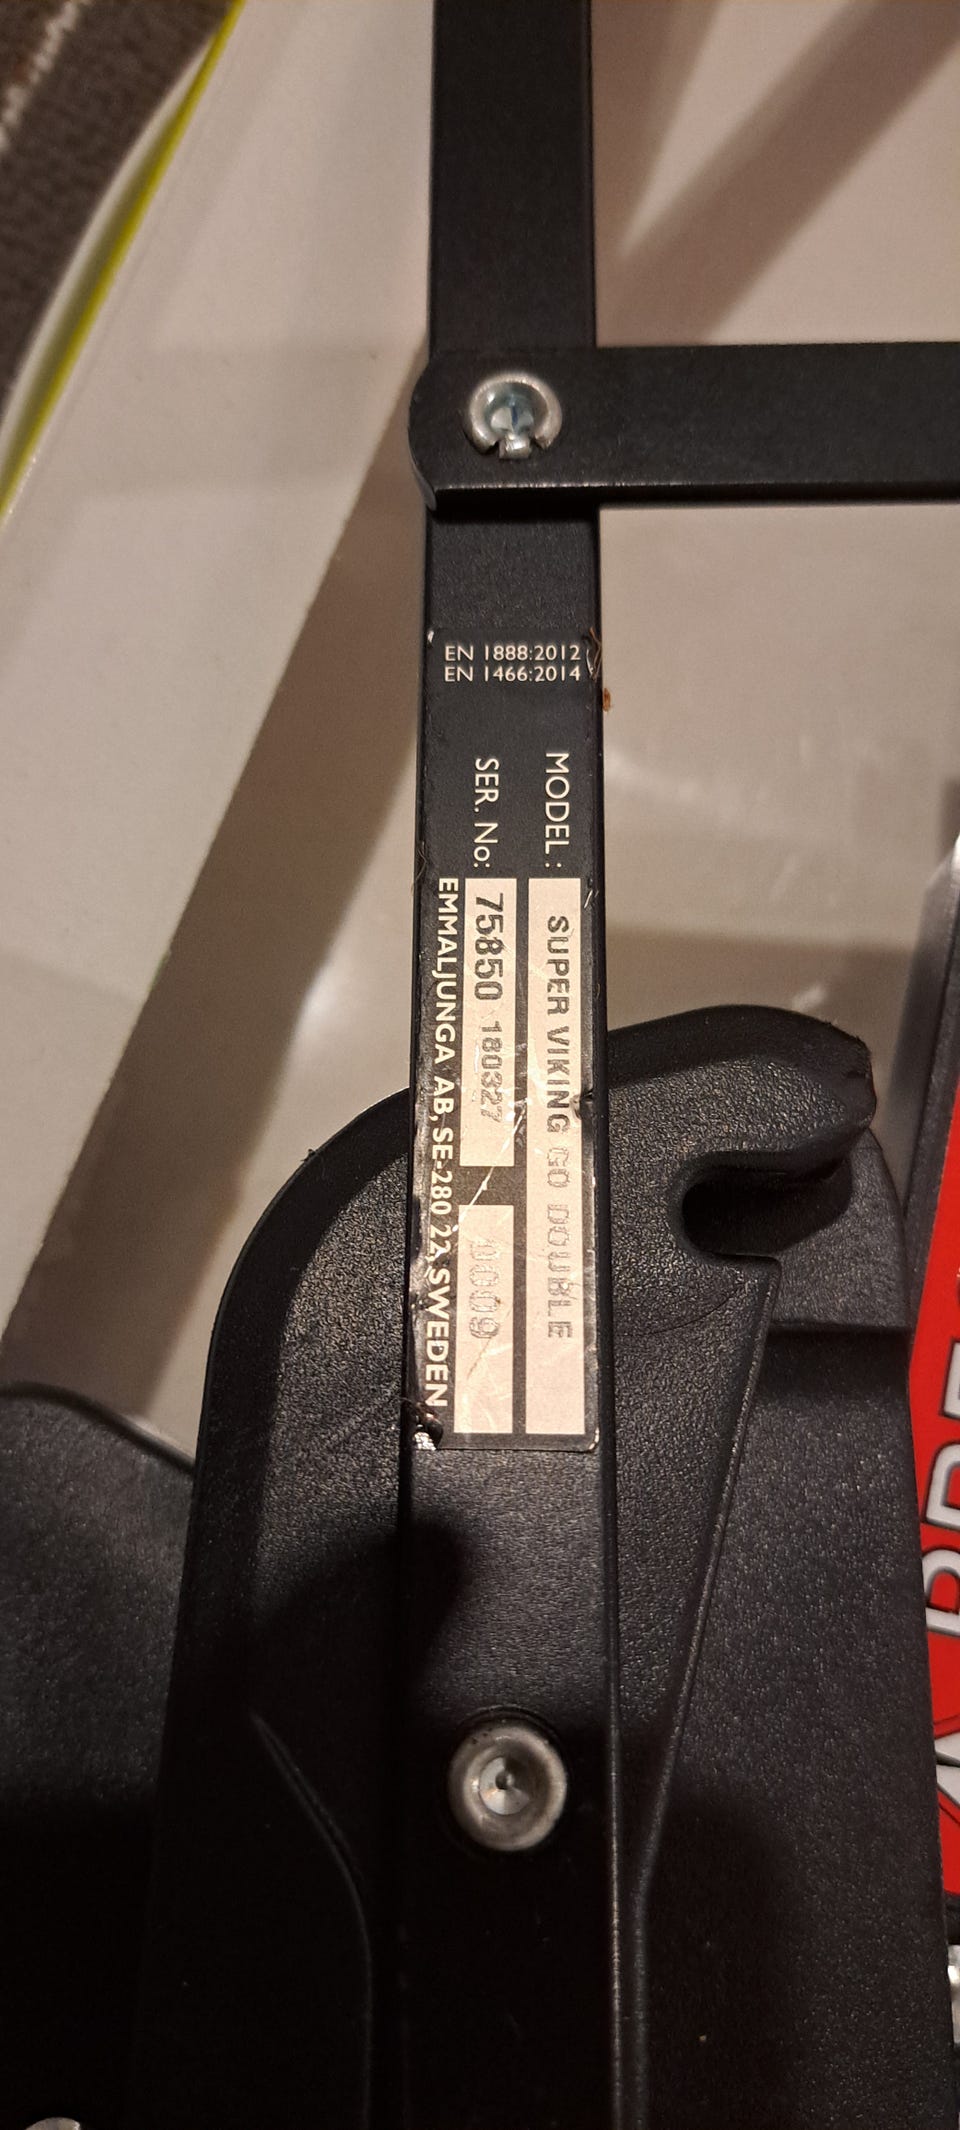 EN 1888:2012
EN 1466:2014
MODEL: SUPER VIKING GO DOUBLE
SER. No: 75850 180327 0009
EMMALJUNGA AB, SE-280 22, SWEDEN